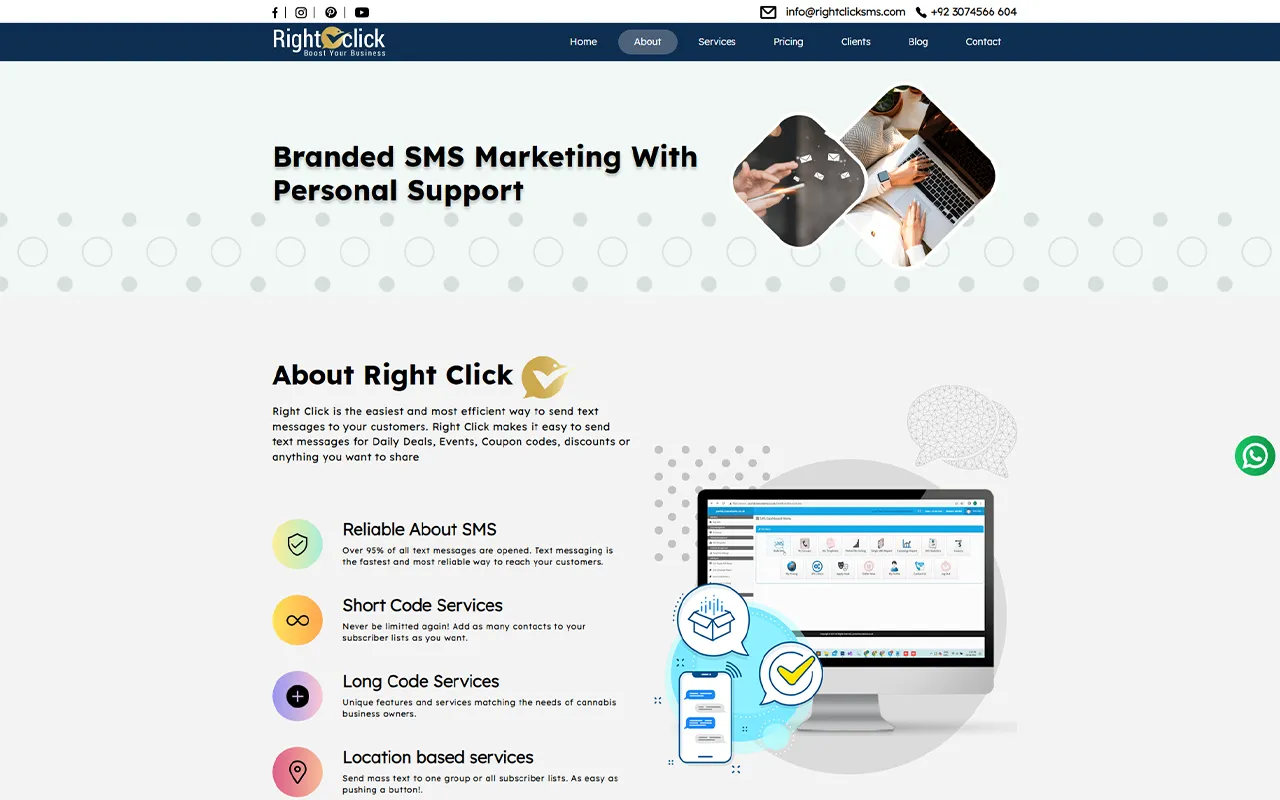 info@rightclicksms.com +92 3074566 604
Right click
Boost Your Business
Home About Services Pricing Clients Blog Contact
Branded SMS Marketing With
Personal Support
About Right Click
Right Click is the easiest and most efficient way to send text
messages to your customers. Right Click makes it easy to send
text messages for Daily Deals, Events, Coupon codes, discounts or
anything you want to share
Reliable About SMS
Over 95% of all text messages are opened. Text messaging is
the fastest and most reliable way to reach your customers.
Short Code Services
Never be limitted again! Add as many contacts to your
subscriber lists as you want.
Long Code Services
Unique features and services matching the needs of cannabis
business owners.
Location based services
Send mass text to one group or all subscriber lists. As easy as
pushing a button!.